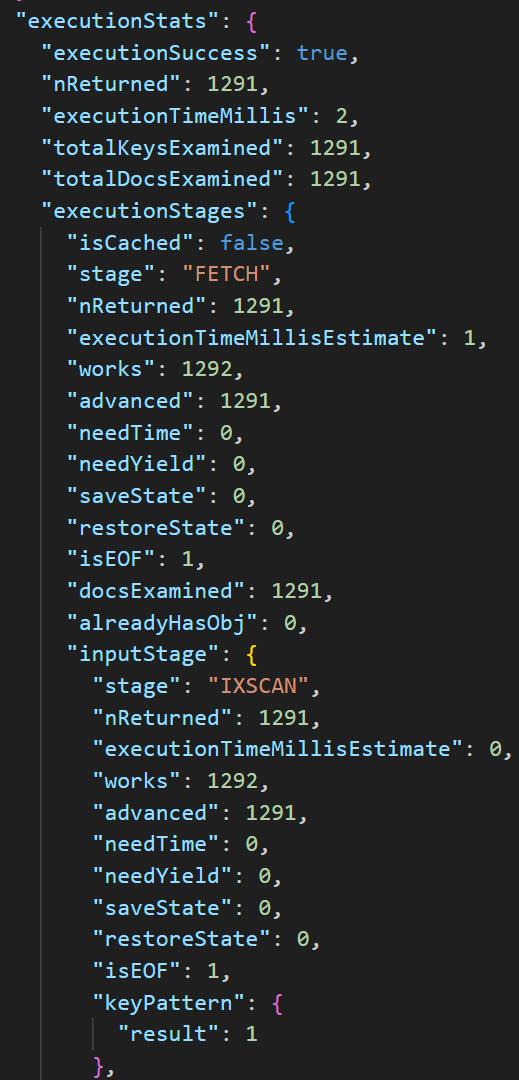 "executionStats": {
"executionSuccess": true,
"nReturned": 1291,
"executionTimeMillis": 2,
"totalKeysExamined": 1291,
"totalDocsExamined": 1291,
"executionStages": {
"isCached": false,
"stage": "FETCH",
"nReturned": 1291,
"executionTimeMillisEstimate": 1,
"works": 1292,
"advanced": 1291,
"needTime": 0,
"needYield": 0,
"saveState": 0,
"restoreState": 0,
"isEOF": 1,
"docsExamined": 1291,
"alreadyHasObj": 0,
"inputStage": {
"stage": "IXSCAN",
"nReturned": 1291,
"executionTimeMillisEstimate": 0,
"works": 1292,
"advanced": 1291,
"needTime": 0,
"needYield": 0,
"saveState": 0,
"restoreState": 0,
"isEOF": 1,
"keyPattern": {
"result": 1
},